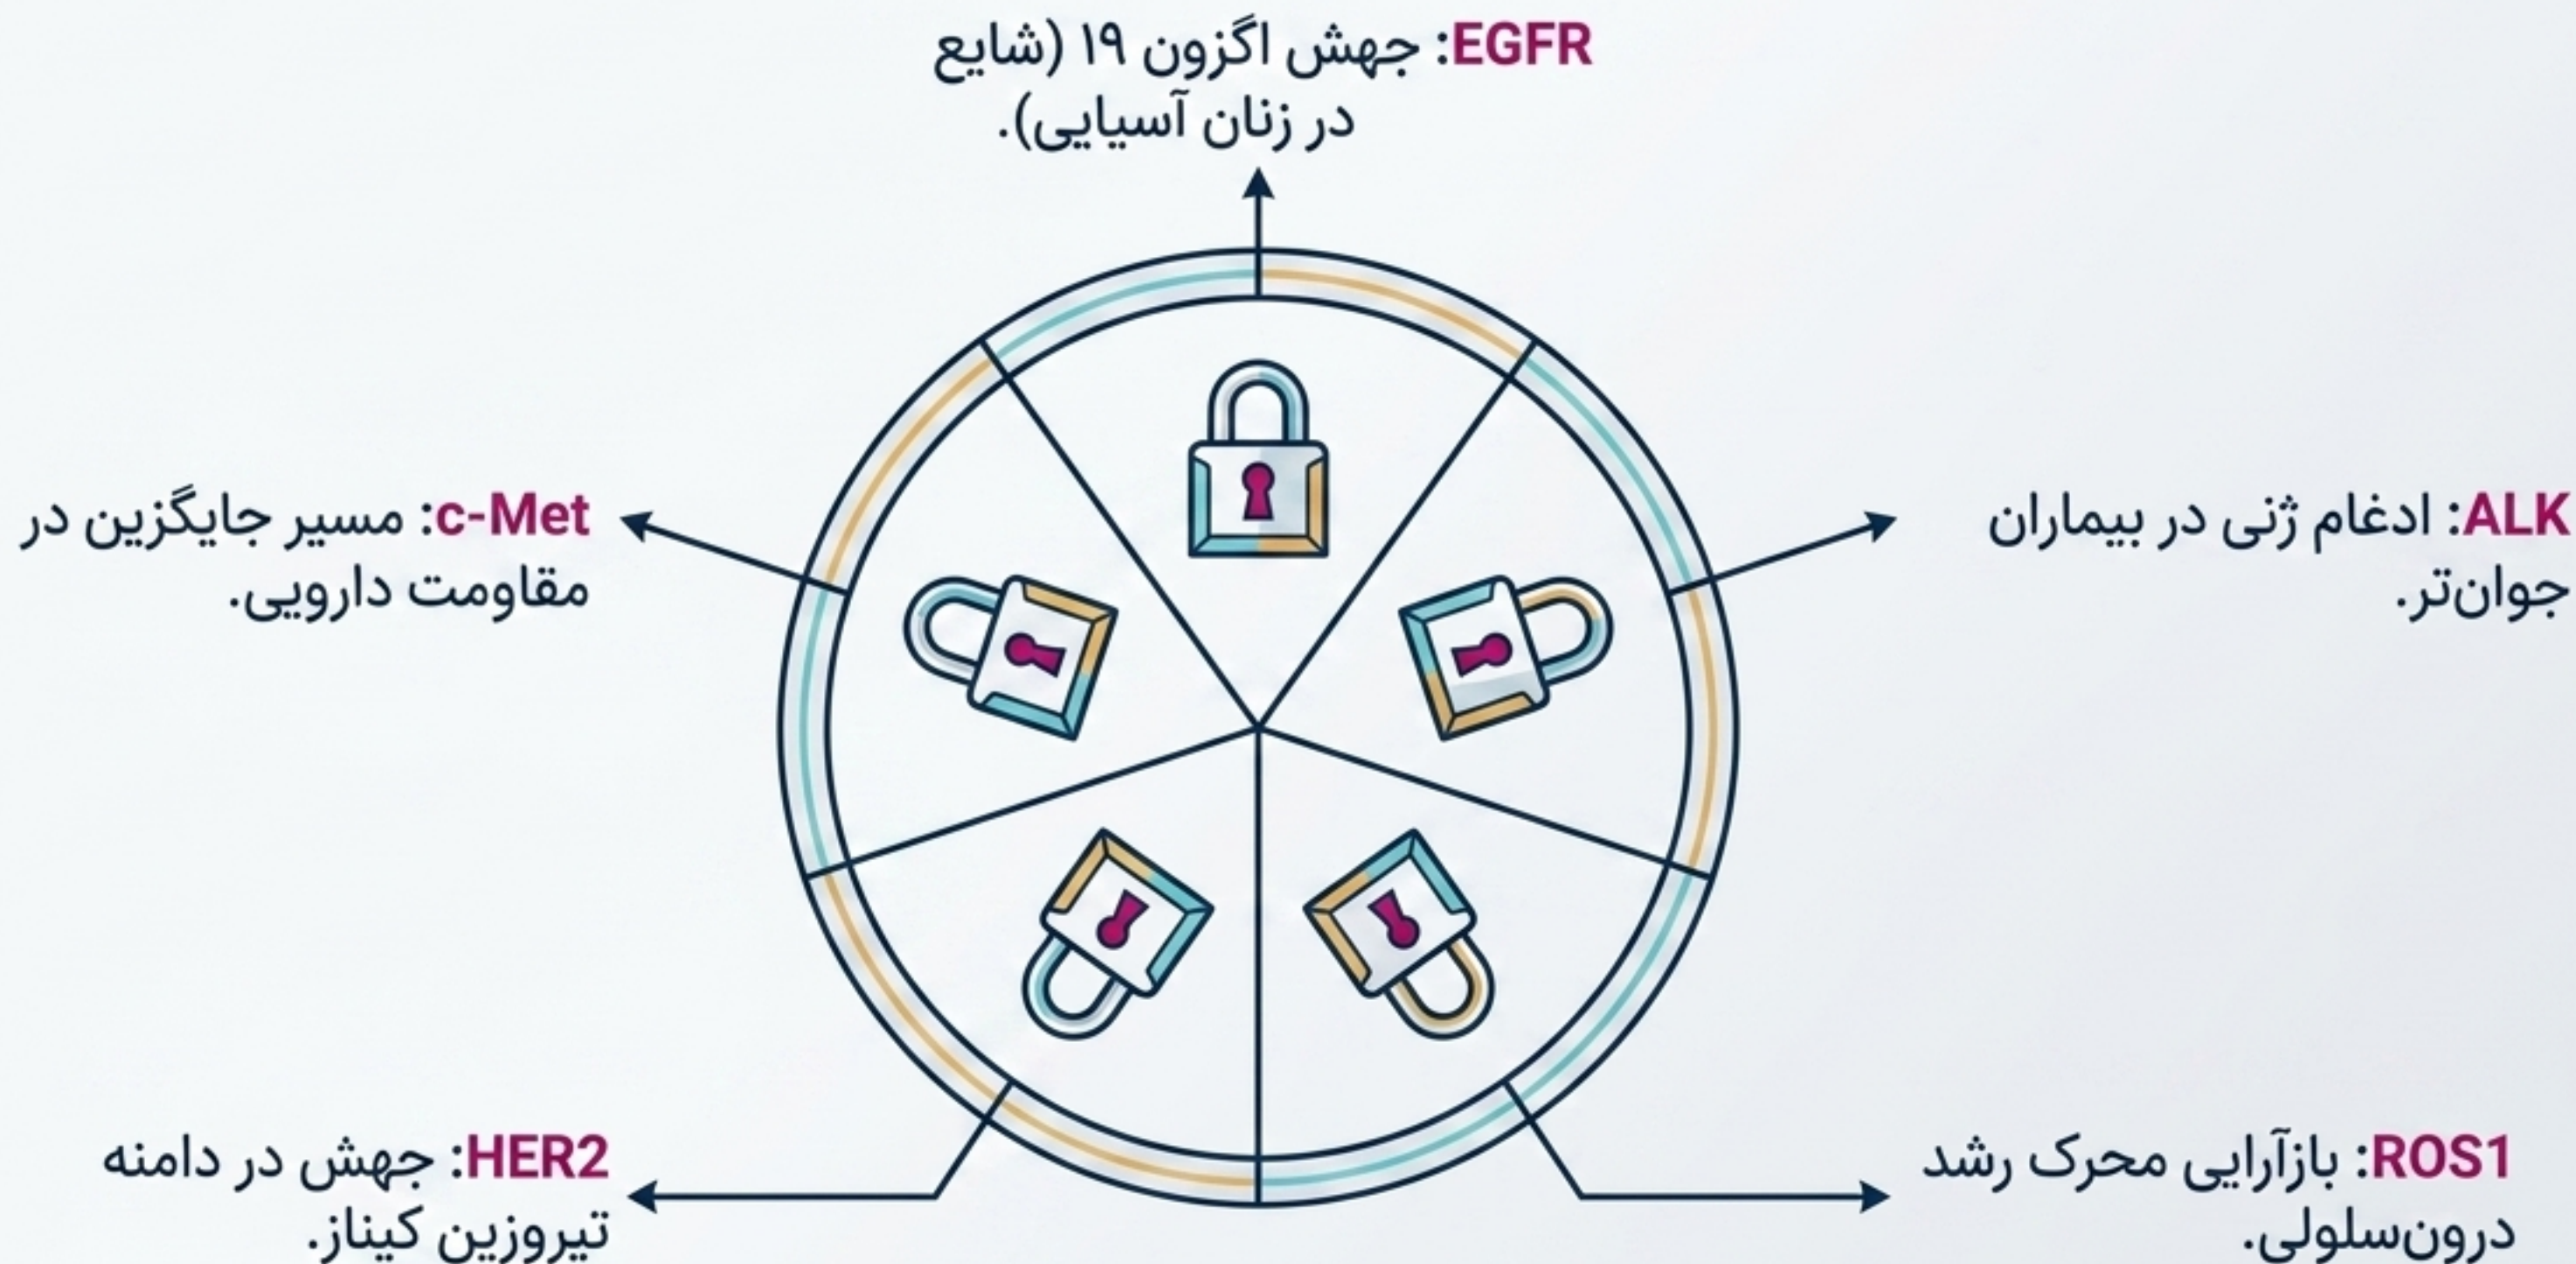 EGFR: جهش اگزون ۱۹ (شایع
در زنان آسیایی).
ALK: ادغام ژنی در بیماران
جوان‌تر.
c-Met: مسیر جایگزین در
مقاومت دارویی.
ROS1: بازآرایی محرک رشد
درون‌سلولی.
HER2: جهش در دامنه
تیروزین کیناز.